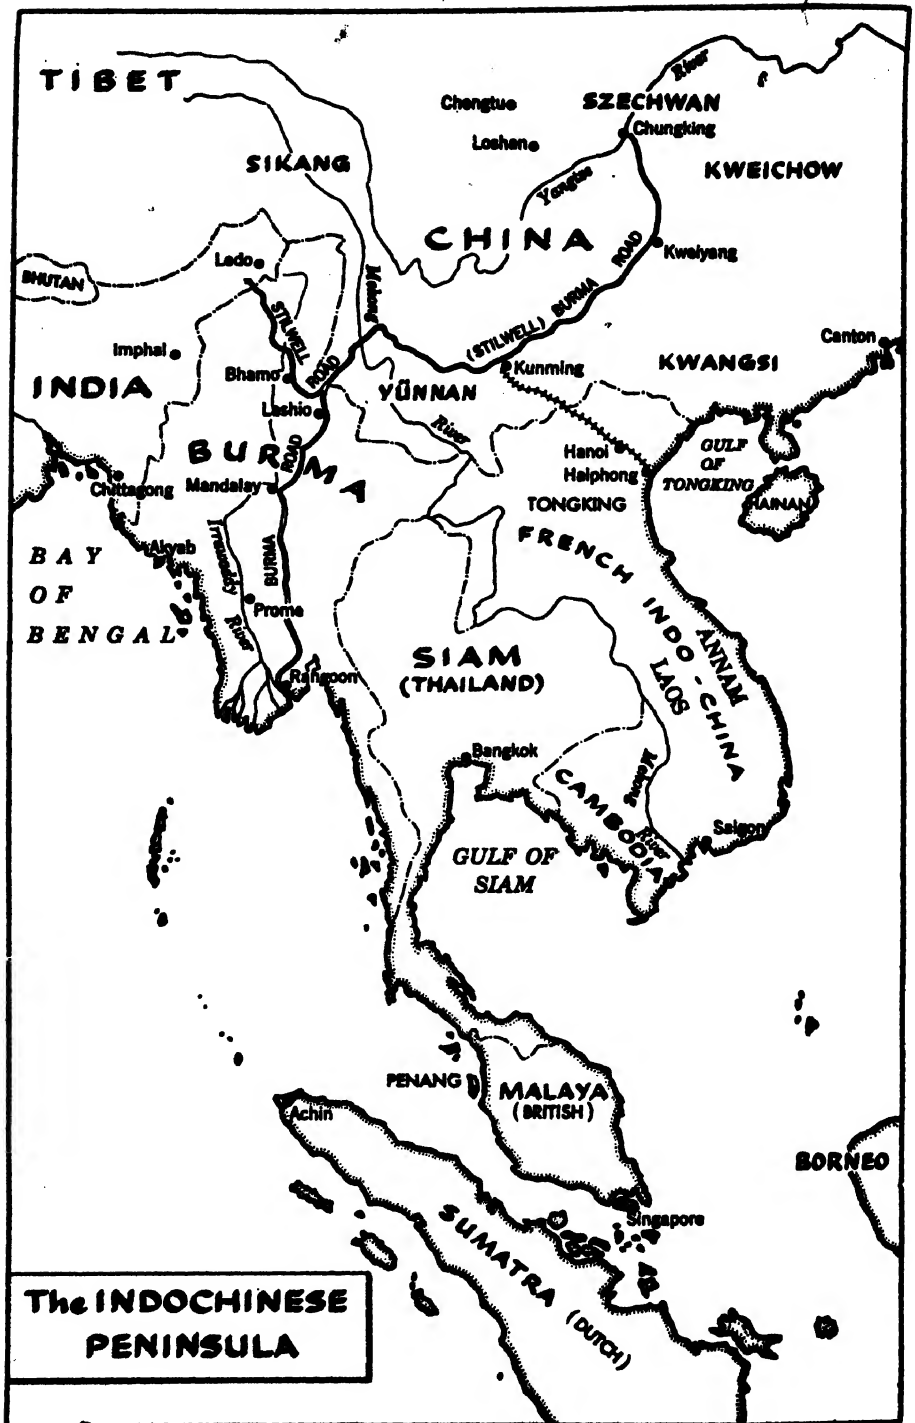 TIBET
River
Chengtu
SZECHWAN
Chungking
Loshan
SIKANG
KWEICHOW
Yangtze
CHINA
ROAD
Kweiyang
Ledo
BHUTAN
Mekong
BURMA
STILWELL
(STILWELL)
Imphal
Canton
ROAD
Kunming
KWANGSI
Bhamo
INDIA
YÜNNAN
Lashio
River
BURMA
ROAD
Hanoi
GULF
OF
TONGKING
Haiphong
Chittagong
Mandalay
TONGKING
HAINAN
Irrawaddy
River
BURMA
FRENCH INDO-CHINA
Akyab
BAY
OF
BENGAL
Prome
ANNAM
LAOS
SIAM
(THAILAND)
Rangoon
Bangkok
Mekong
River
CAMBODIA
Saigon
GULF OF
SIAM
PENANG
MALAYA
(BRITISH)
Achin
BORNEO
Singapore
SUMATRA
(DUTCH)
The INDOCHINESE
PENINSULA